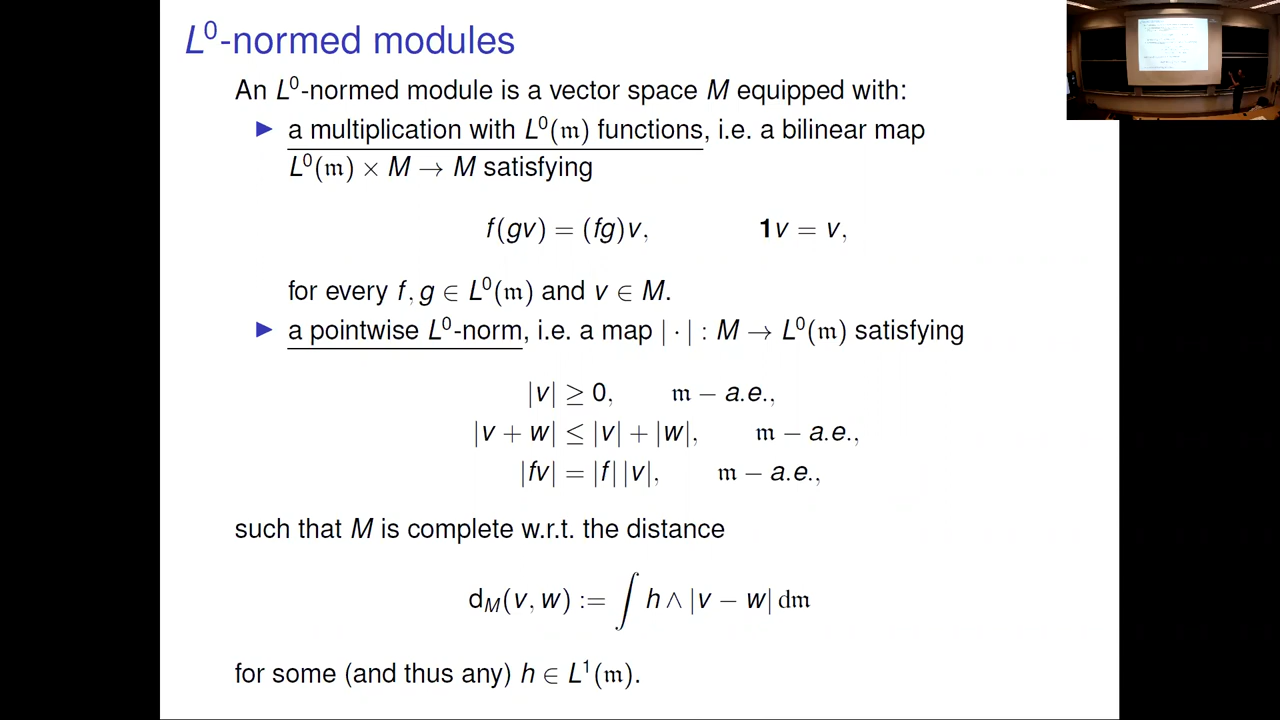 L⁰-normed modules
An L⁰-normed module is a vector space M equipped with:
▶ a multiplication with L⁰(𝔪) functions, i.e. a bilinear map
L⁰(𝔪) × M → M satisfying
f(gv) = (fg)v, 𝟏v = v,
for every f, g ∈ L⁰(𝔪) and v ∈ M.
▶ a pointwise L⁰-norm, i.e. a map | · | : M → L⁰(𝔪) satisfying
|v| ≥ 0, 𝔪 − a.e.,
|v + w| ≤ |v| + |w|, 𝔪 − a.e.,
|fv| = |f| |v|, 𝔪 − a.e.,
such that M is complete w.r.t. the distance
d_M(v, w) := ∫ h ∧ |v − w| d𝔪
for some (and thus any) h ∈ L¹(𝔪).